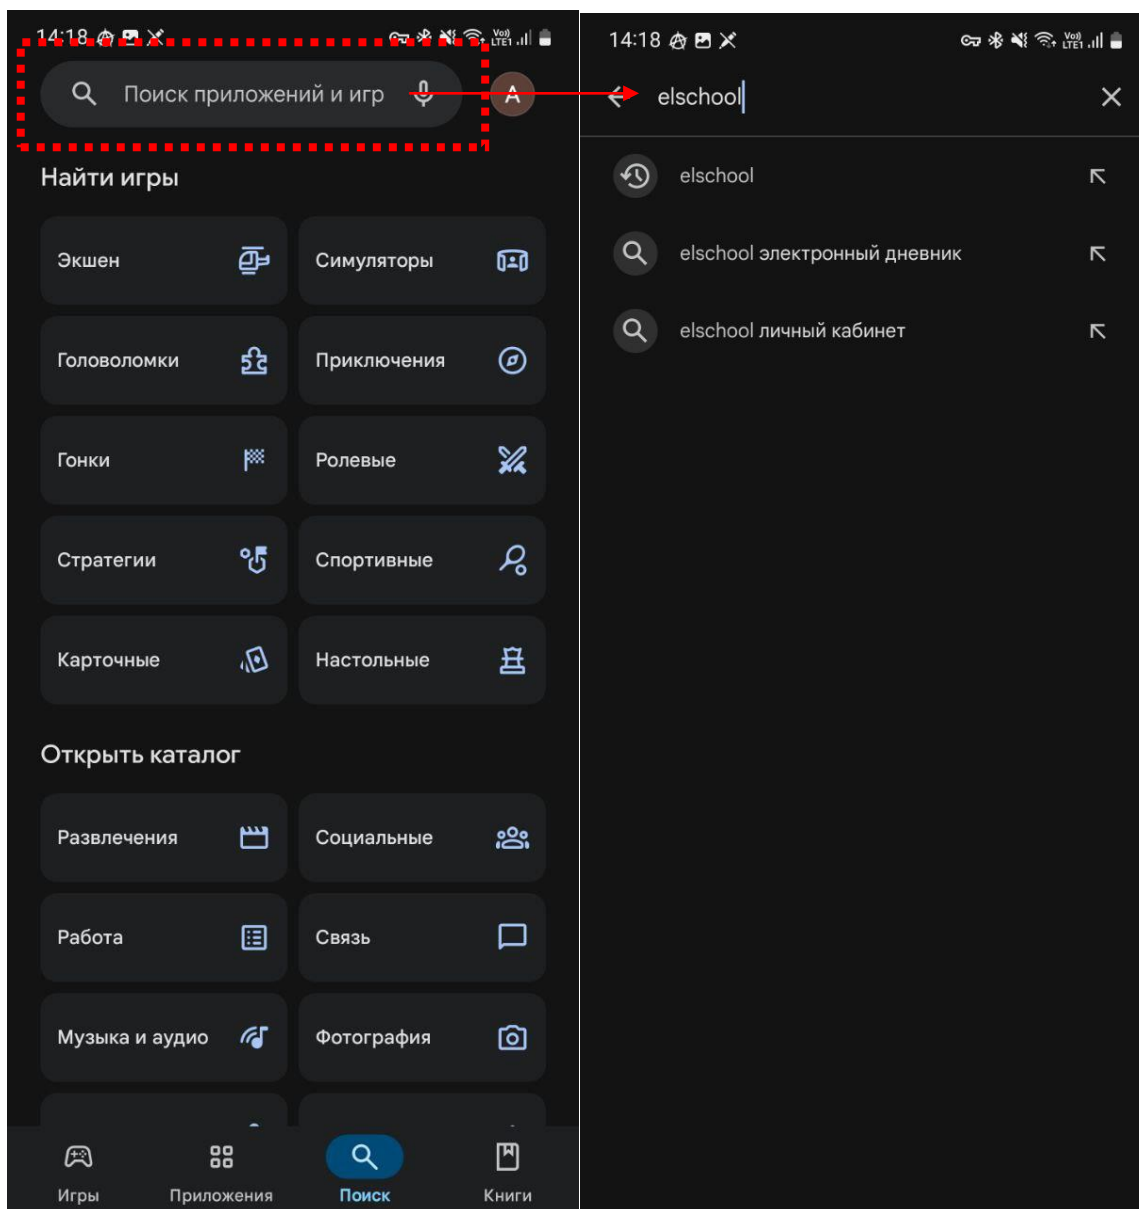 14:18
Поиск приложений и игр
A
Найти игры
Экшен
Симуляторы
Головоломки
Приключения
Гонки
Ролевые
Стратегии
Спортивные
Карточные
Настольные
Открыть каталог
Развлечения
Социальные
Работа
Связь
Музыка и аудио
Фотография
Игры
Приложения
Поиск
Книги
14:18
Vo))
LTE1
elschool
elschool
elschool электронный дневник
elschool личный кабинет